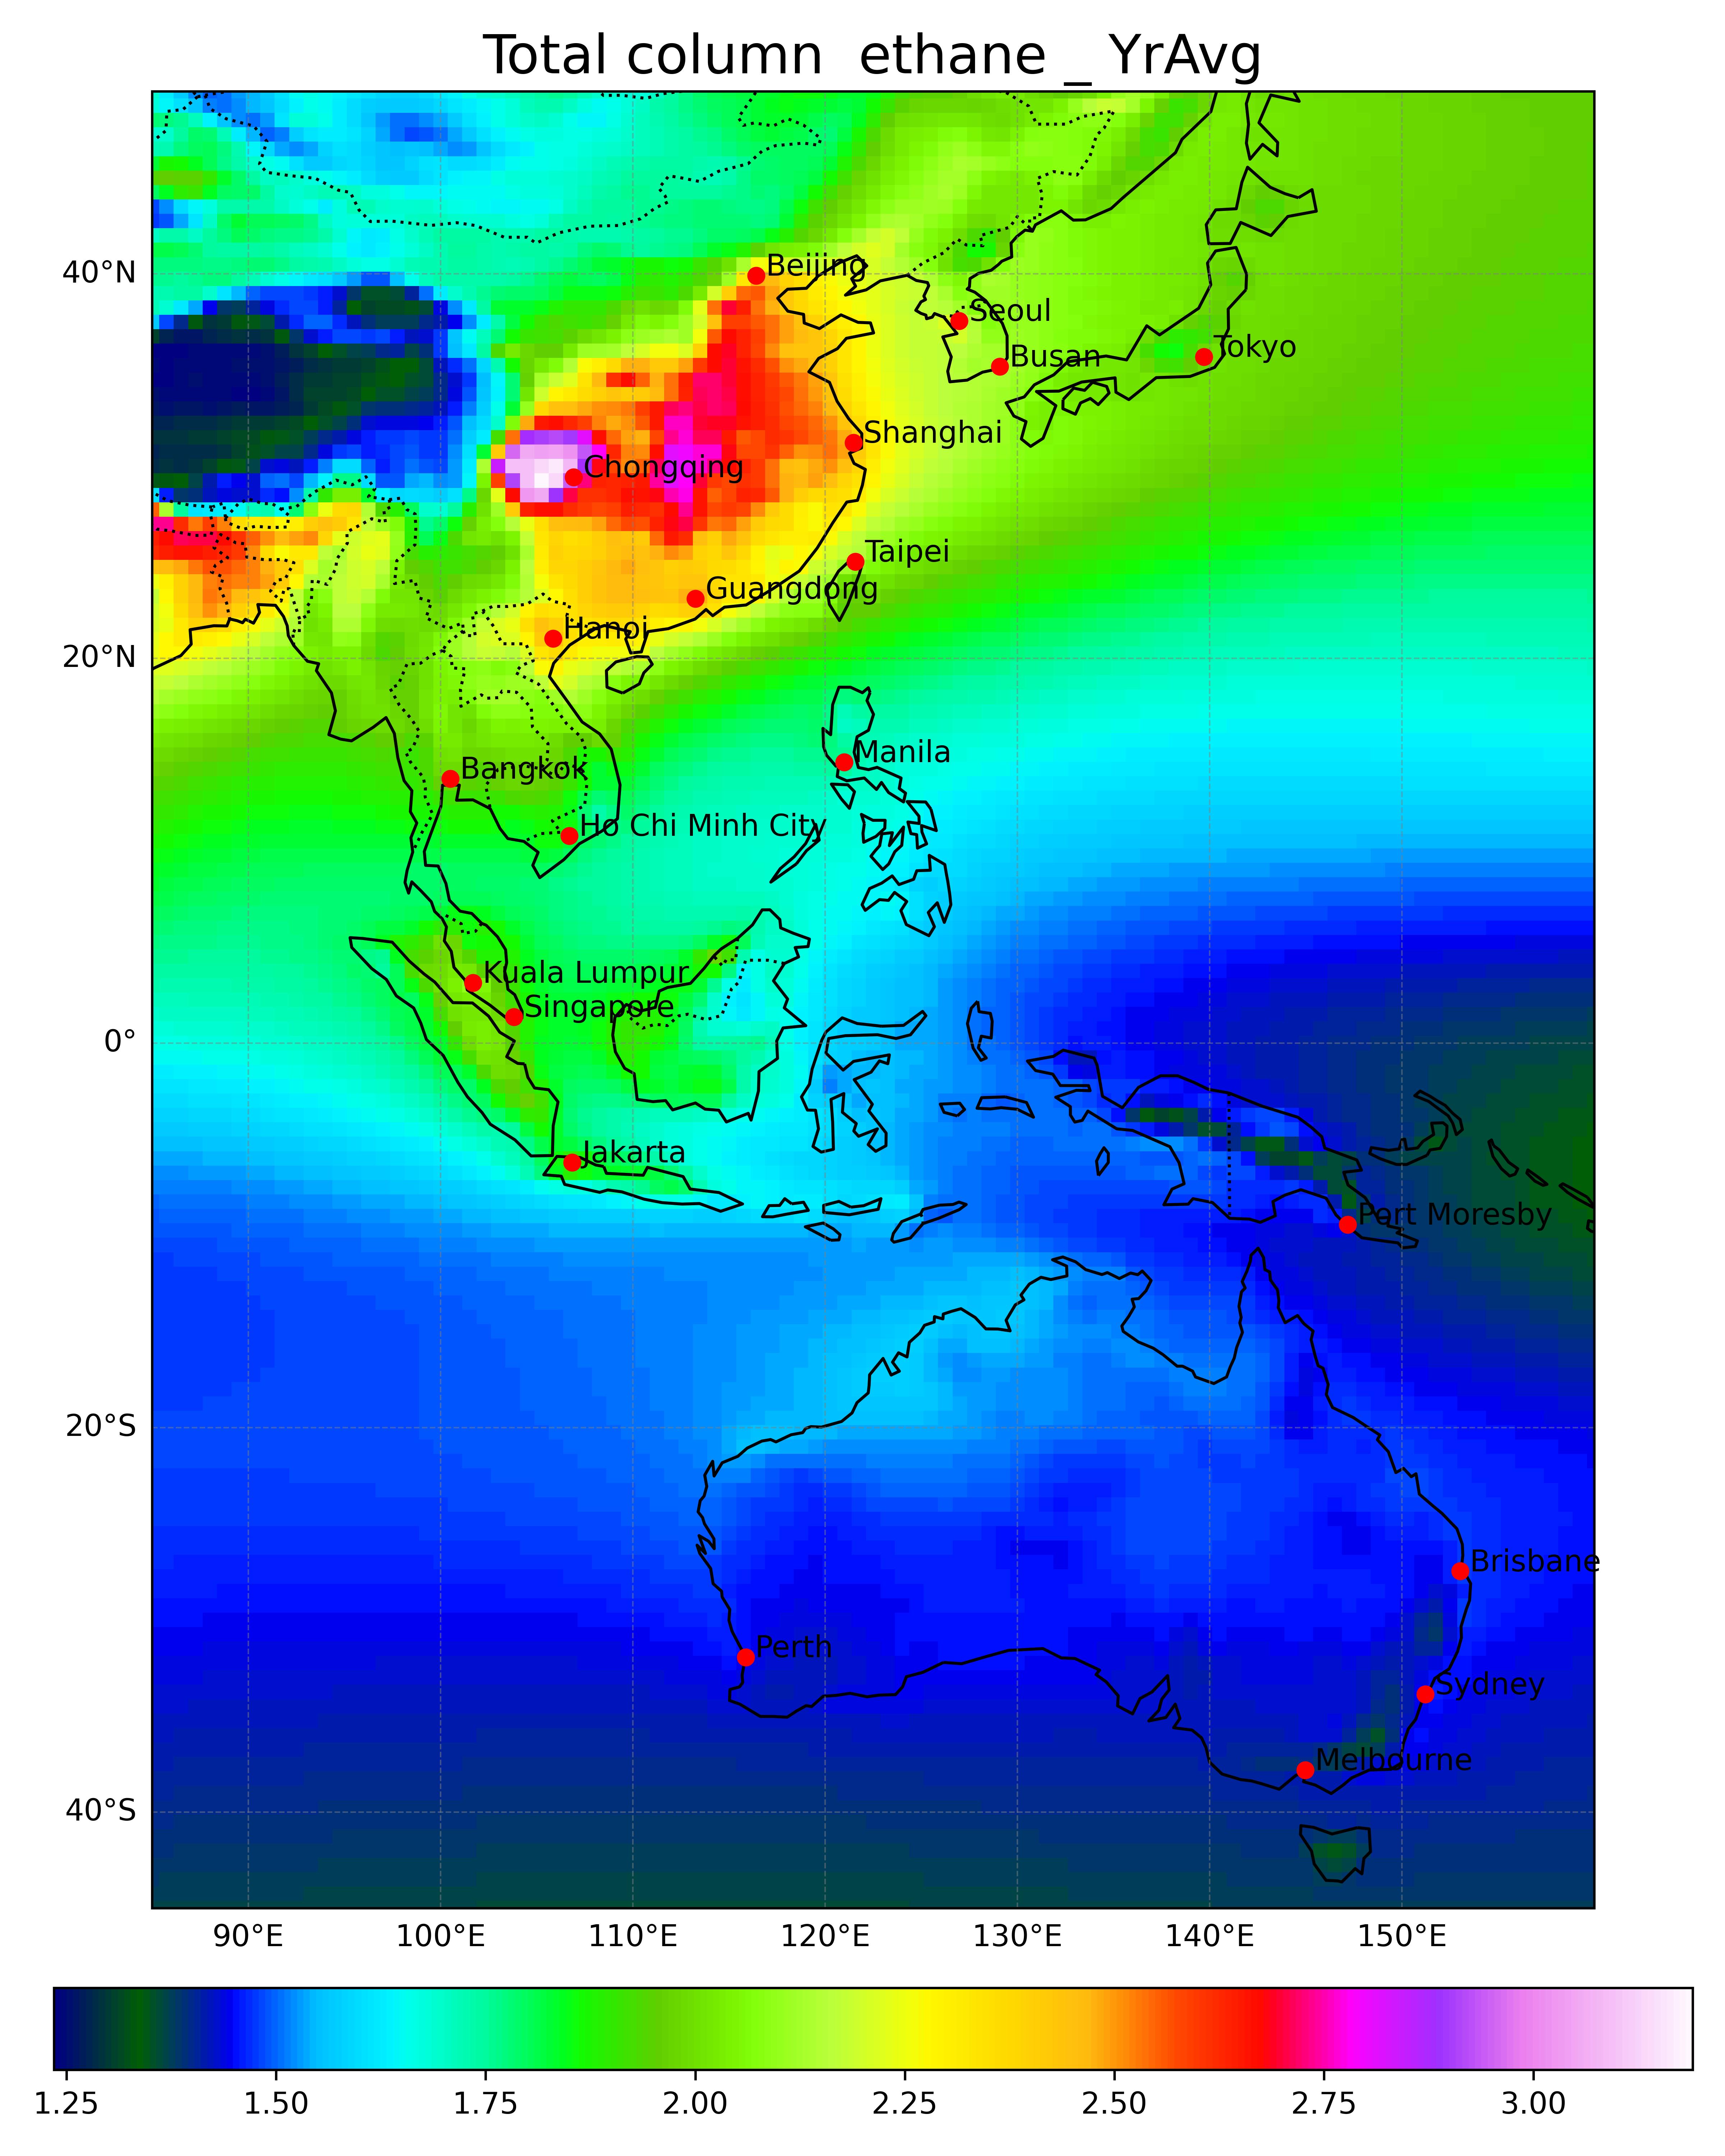 Total column  ethane _ YrAvg
40°N
20°N
0°
20°S
40°S
Beijing
Seoul
Busan
Tokyo
Shanghai
Chongqing
Taipei
Guangdong
Hanoi
Manila
Bangkok
Ho Chi Minh City
Kuala Lumpur
Singapore
Jakarta
Port Moresby
Brisbane
Perth
Sydney
Melbourne
90°E 100°E 110°E 120°E 130°E 140°E 150°E
1.25 1.50 1.75 2.00 2.25 2.50 2.75 3.00